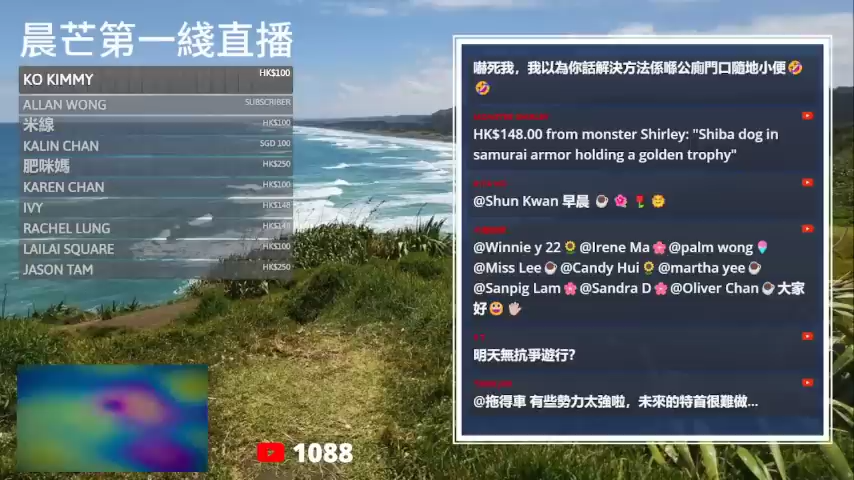 晨芒第一綫直播
KO KIMMY HK$100
ALLAN WONG SUBSCRIBER
米線 HK$100
KALIN CHAN SGD 100
肥咪媽 HK$250
KAREN CHAN HK$100
IVY HK$148
RACHEL LUNG
LAILAI SQUARE HK$100
JASON TAM HK$250
1088
嚇死我，我以為你話解決方法係喺公廁門口隨地小便🤣
🤣
HK$148.00 from monster Shirley: "Shiba dog in
samurai armor holding a golden trophy"
@Shun Kwan 早晨
@Winnie y 22 @Irene Ma @palm wong
@Miss Lee @Candy Hui @martha yee
@Sanpig Lam @Sandra D @Oliver Chan 大家
好
明天無抗爭遊行?
@拖得車 有些勢力太強啦，未來的特首很難做...